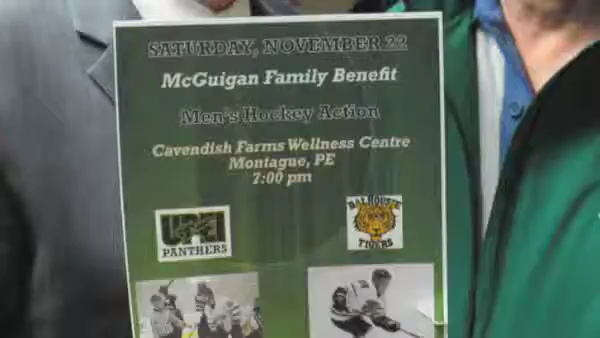 SATURDAY, NOVEMBER 22
McGuigan Family Benefit
Men's Hockey Action
Cavendish Farms Wellness Centre
Montague, PE
7:00 pm
UPEI
PANTHERS
DALHOUSIE
TIGERS